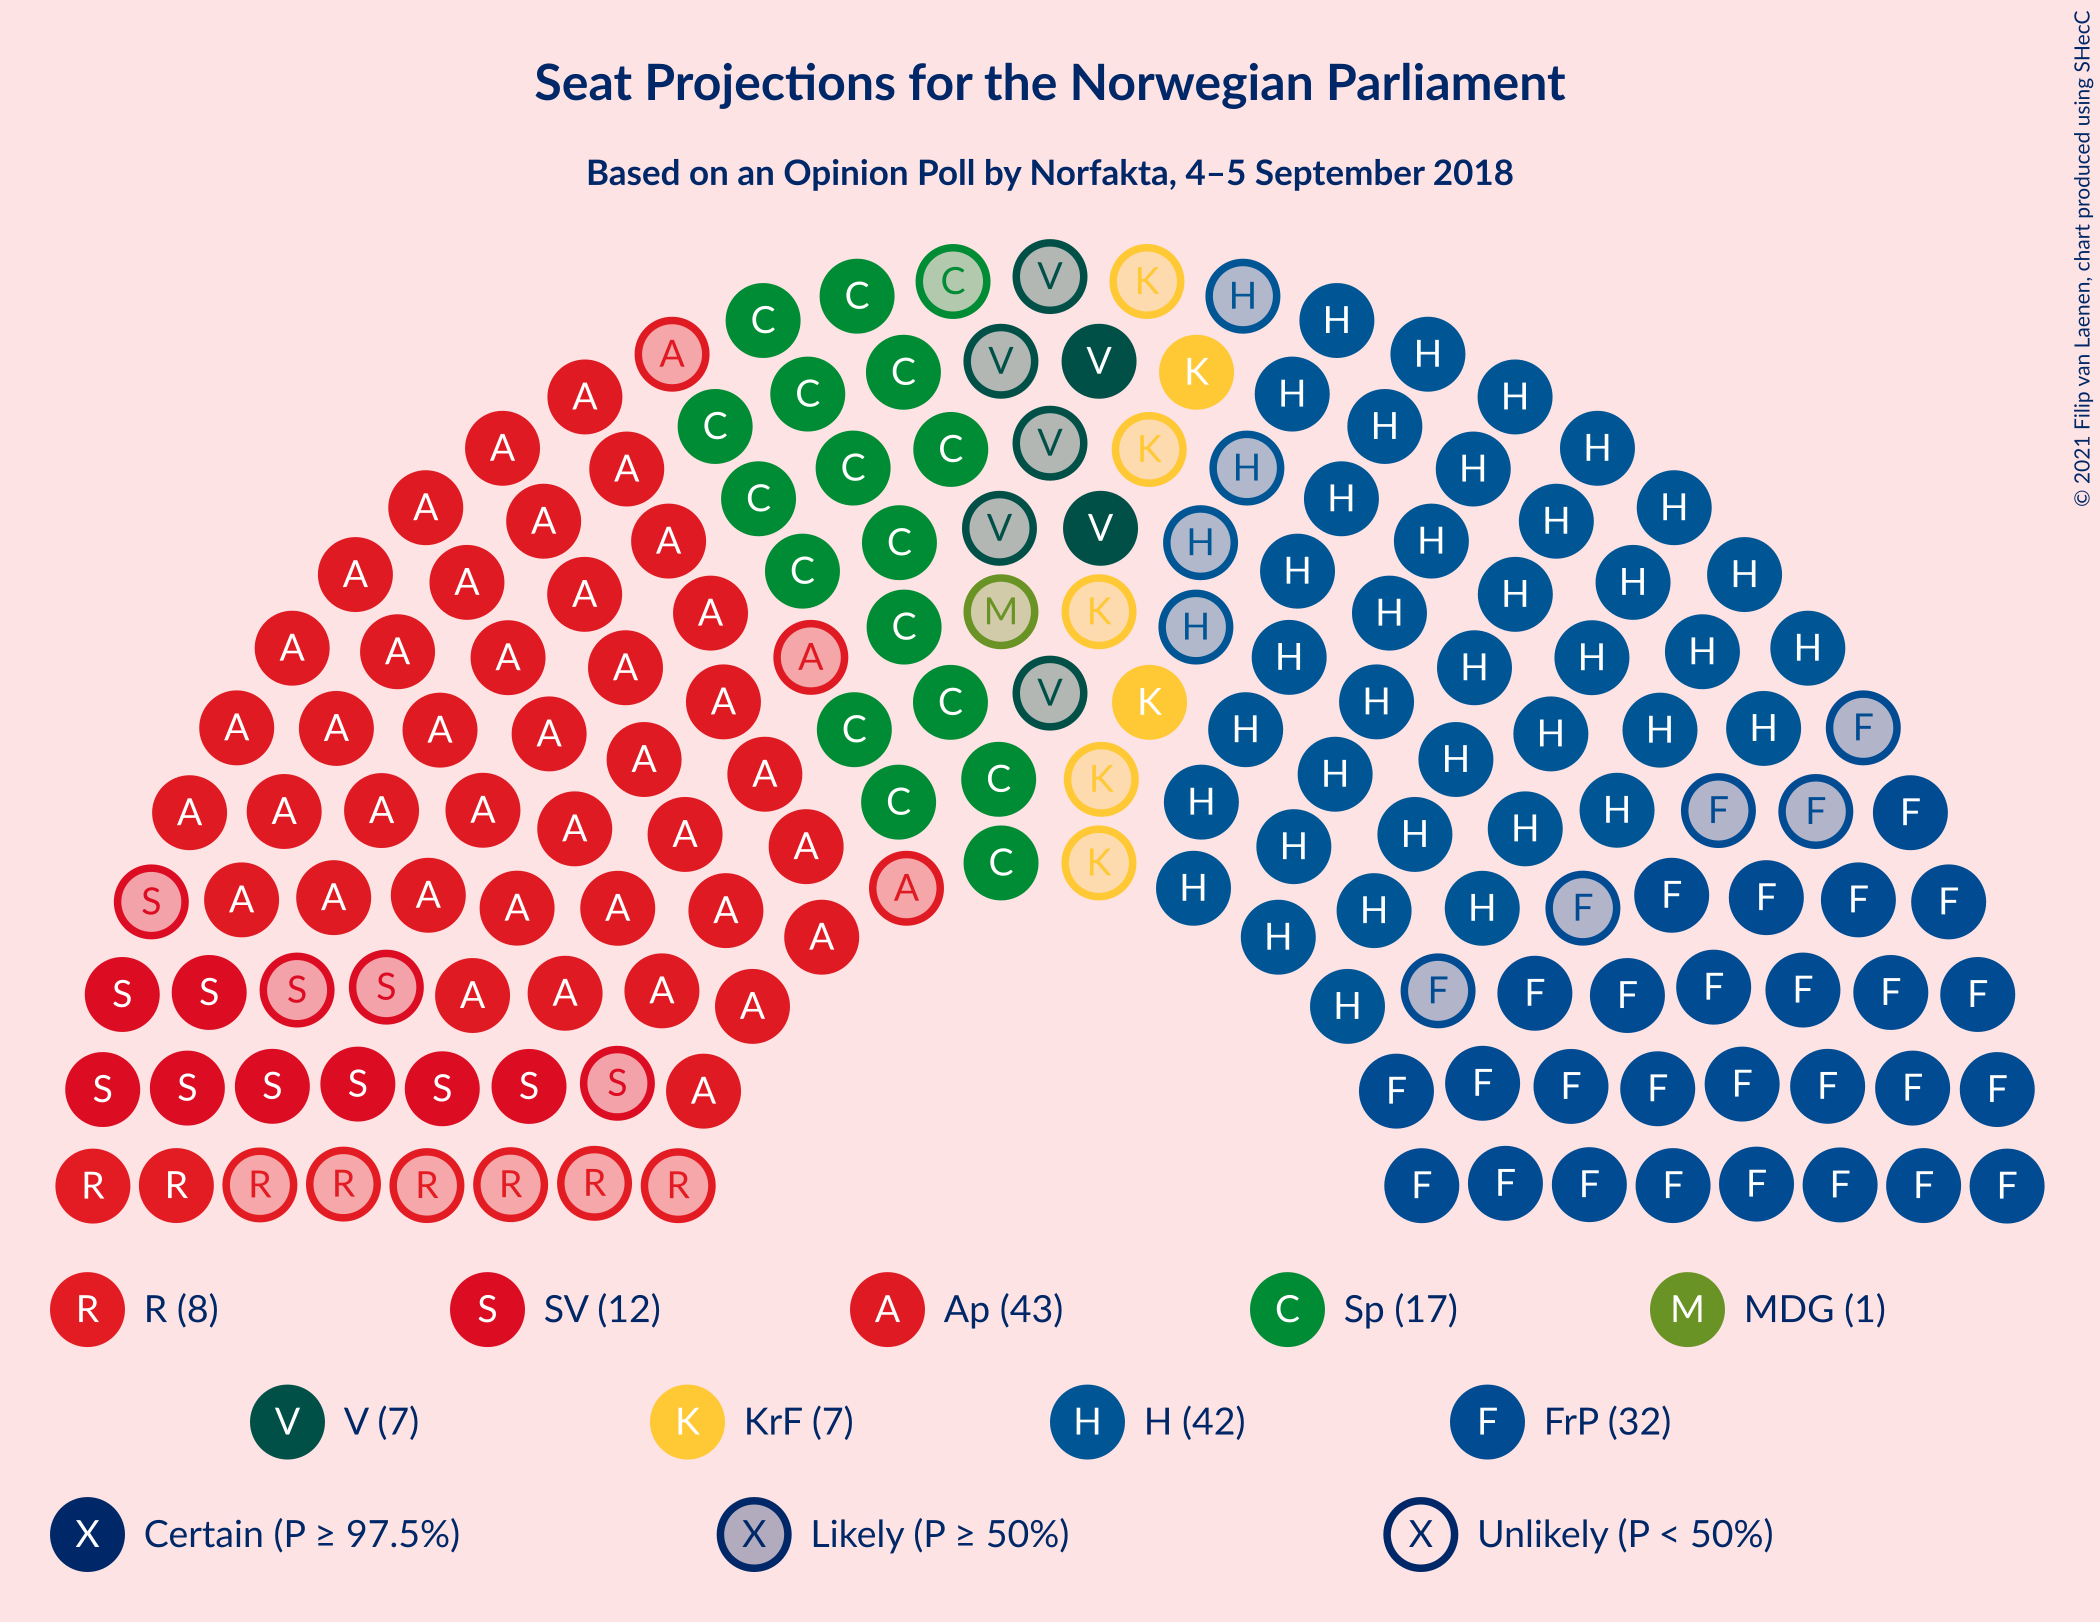 Seat Projections for the Norwegian Parliament
Based on an Opinion Poll by Norfakta, 4–5 September 2018
© 2021 Filip van Laenen, chart produced using SHecC
C V K H
C H
C H
A V V H
C K
A C H H
C H
A C V K H H
A C H H
A C H H
A A C V V H H H
A A C H H H
A A C M K H H H
A A A C H H H
A A A A H H H H
A A A C V K H H H
A A A A C H H H H F
A A A A C K H H H H
A A A A C H H H F F F
A A A C K H H H
S A A A A A A A H H H H F F F F F
A H
S S S S A A A A H F F F F F F F
S S S S S S S A F F F F F F F F
R R R R R R R R F F F F F F F F
R R (8) S SV (12) A Ap (43) C Sp (17) M MDG (1)
V V (7) K KrF (7) H H (42) F FrP (32)
X Certain (P ≥ 97.5%) X Likely (P ≥ 50%) X Unlikely (P < 50%)